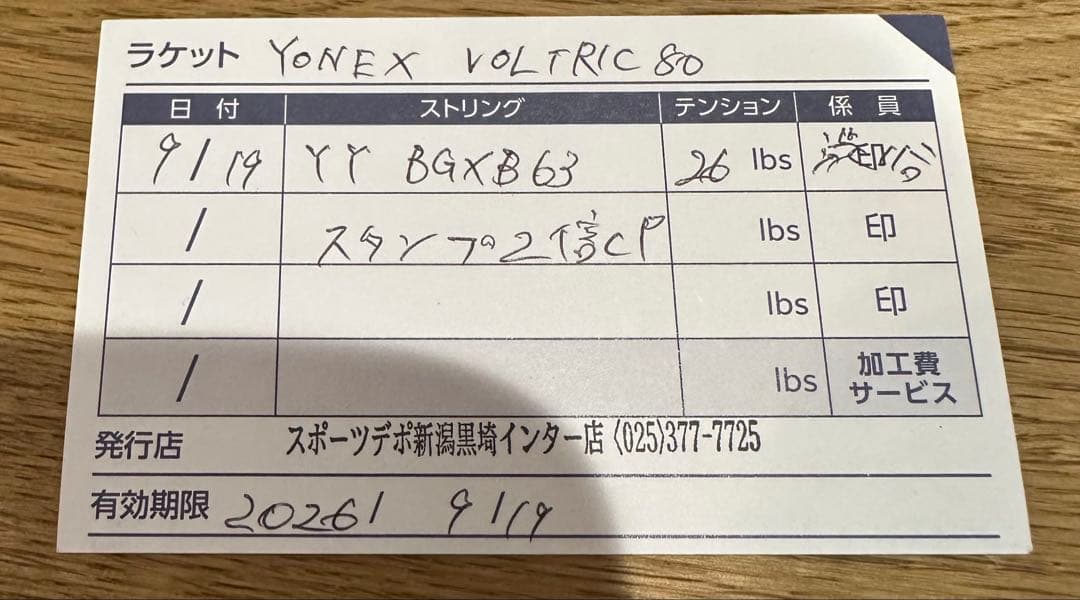 ラケット YONEX VOLTRIC 80
日付 ストリング テンション 係員
9/19 YY BGXB63 26 lbs 印
/ スタンプ2倍CP lbs 印
/ lbs 印
/ lbs 加工費サービス
発行店 スポーツデポ新潟黒埼インター店 (025)377-7725
有効期限 2026/ 9/19